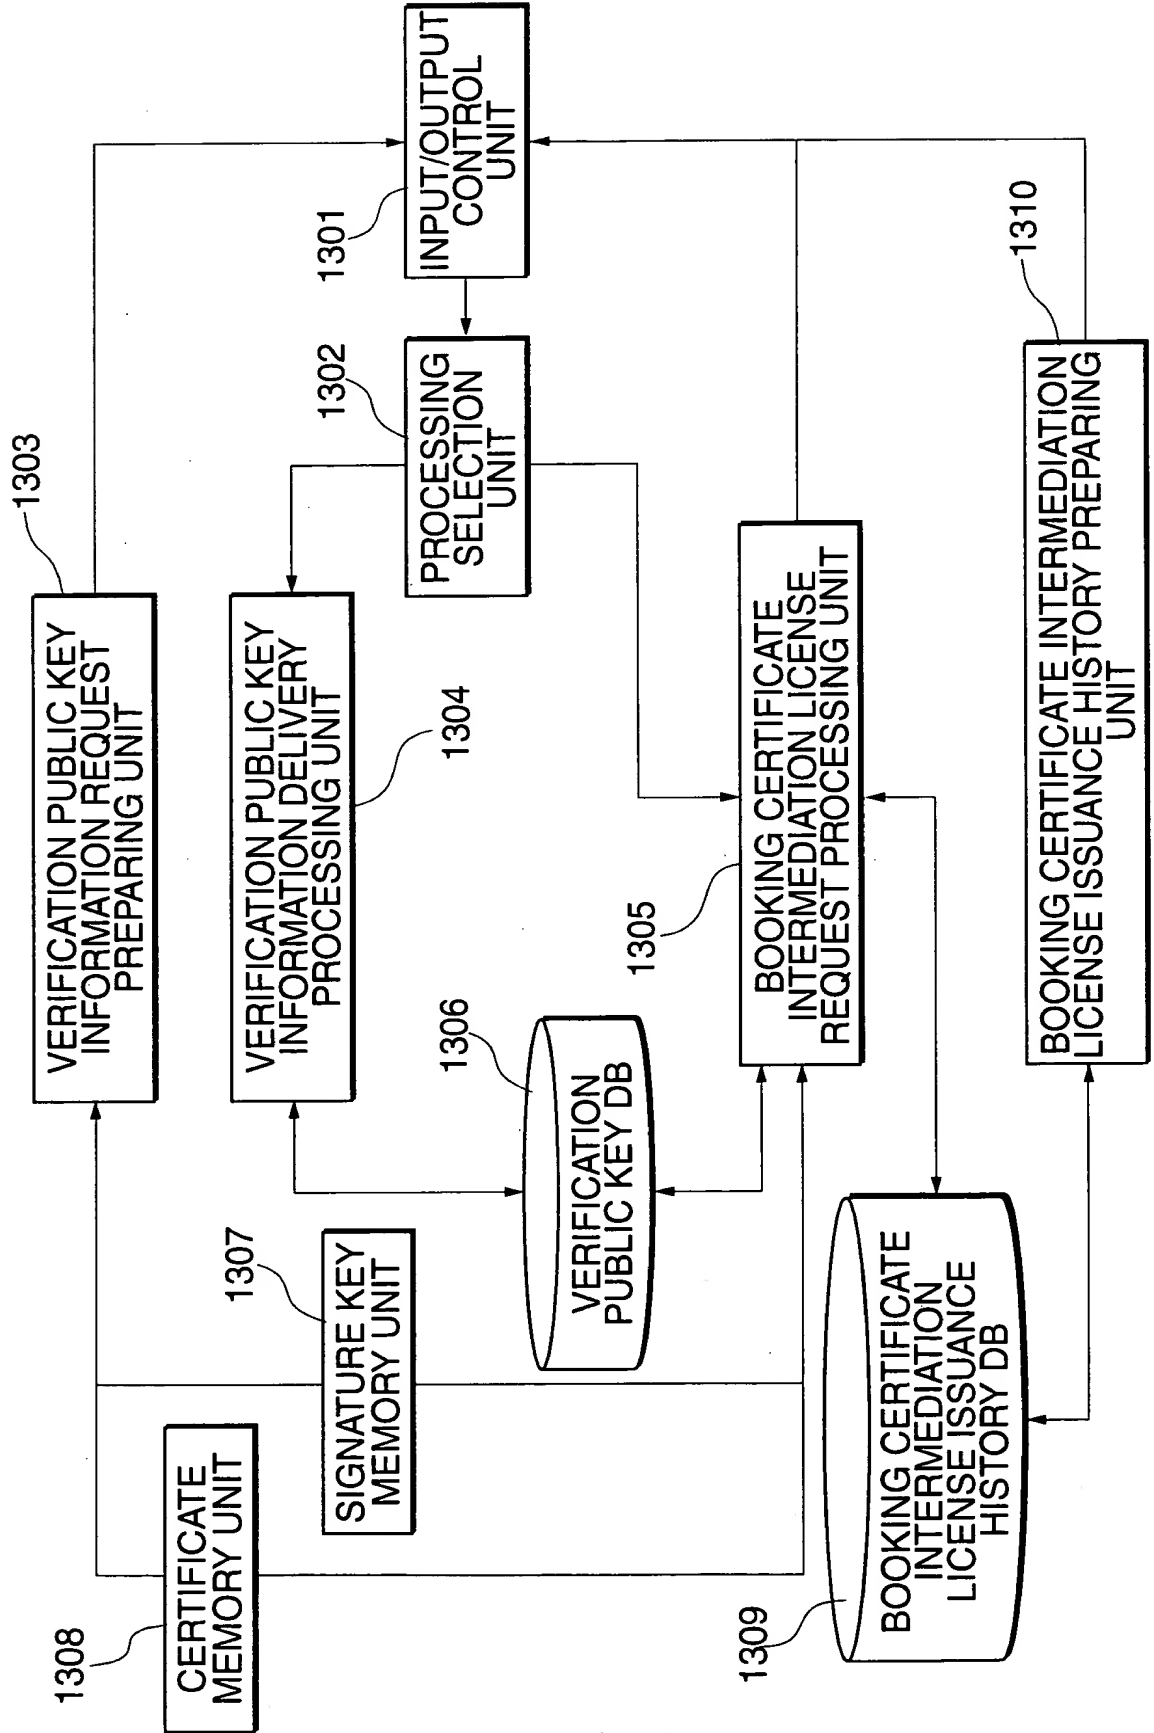 1308
CERTIFICATE
MEMORY UNIT
1307
SIGNATURE KEY
MEMORY UNIT
1303
VERIFICATION PUBLIC KEY
INFORMATION REQUEST
PREPARING UNIT
VERIFICATION PUBLIC KEY
INFORMATION DELIVERY
PROCESSING UNIT
1304
1306
VERIFICATION
PUBLIC KEY DB
1302
PROCESSING
SELECTION
UNIT
1301
INPUT/OUTPUT
CONTROL
UNIT
1305
BOOKING CERTIFICATE
INTERMEDIATION LICENSE
REQUEST PROCESSING UNIT
1309
BOOKING CERTIFICATE
INTERMEDIATION
LICENSE ISSUANCE
HISTORY DB
1310
BOOKING CERTIFICATE INTERMEDIATION
LICENSE ISSUANCE HISTORY PREPARING
UNIT